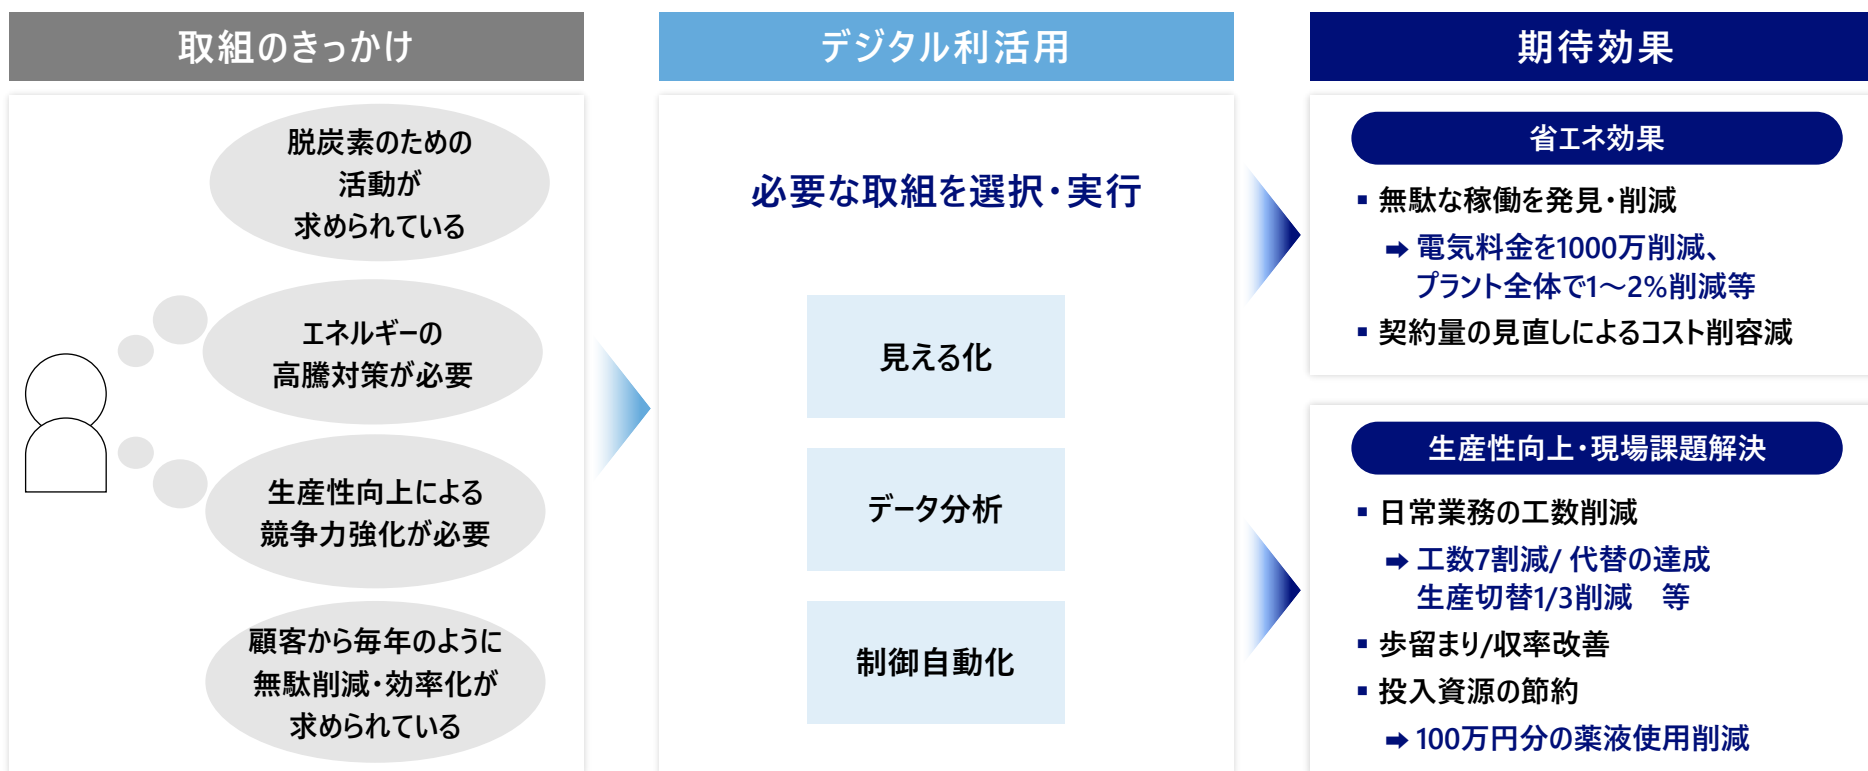 取組のきっかけ
脱炭素のための
活動が
求められている
エネルギーの
高騰対策が必要
生産性向上による
競争力強化が必要
顧客から毎年のように
無駄削減・効率化が
求められている
デジタル利活用
必要な取組を選択・実行
見える化
データ分析
制御自動化
期待効果
省エネ効果
▪ 無駄な稼働を発見・削減
➡ 電気料金を1000万削減、
プラント全体で1～2%削減等
▪ 契約量の見直しによるコスト削容減
生産性向上・現場課題解決
▪ 日常業務の工数削減
➡ 工数7割減/ 代替の達成
生産切替1/3削減　等
▪ 歩留まり/収率改善
▪ 投入資源の節約
➡ 100万円分の薬液使用削減